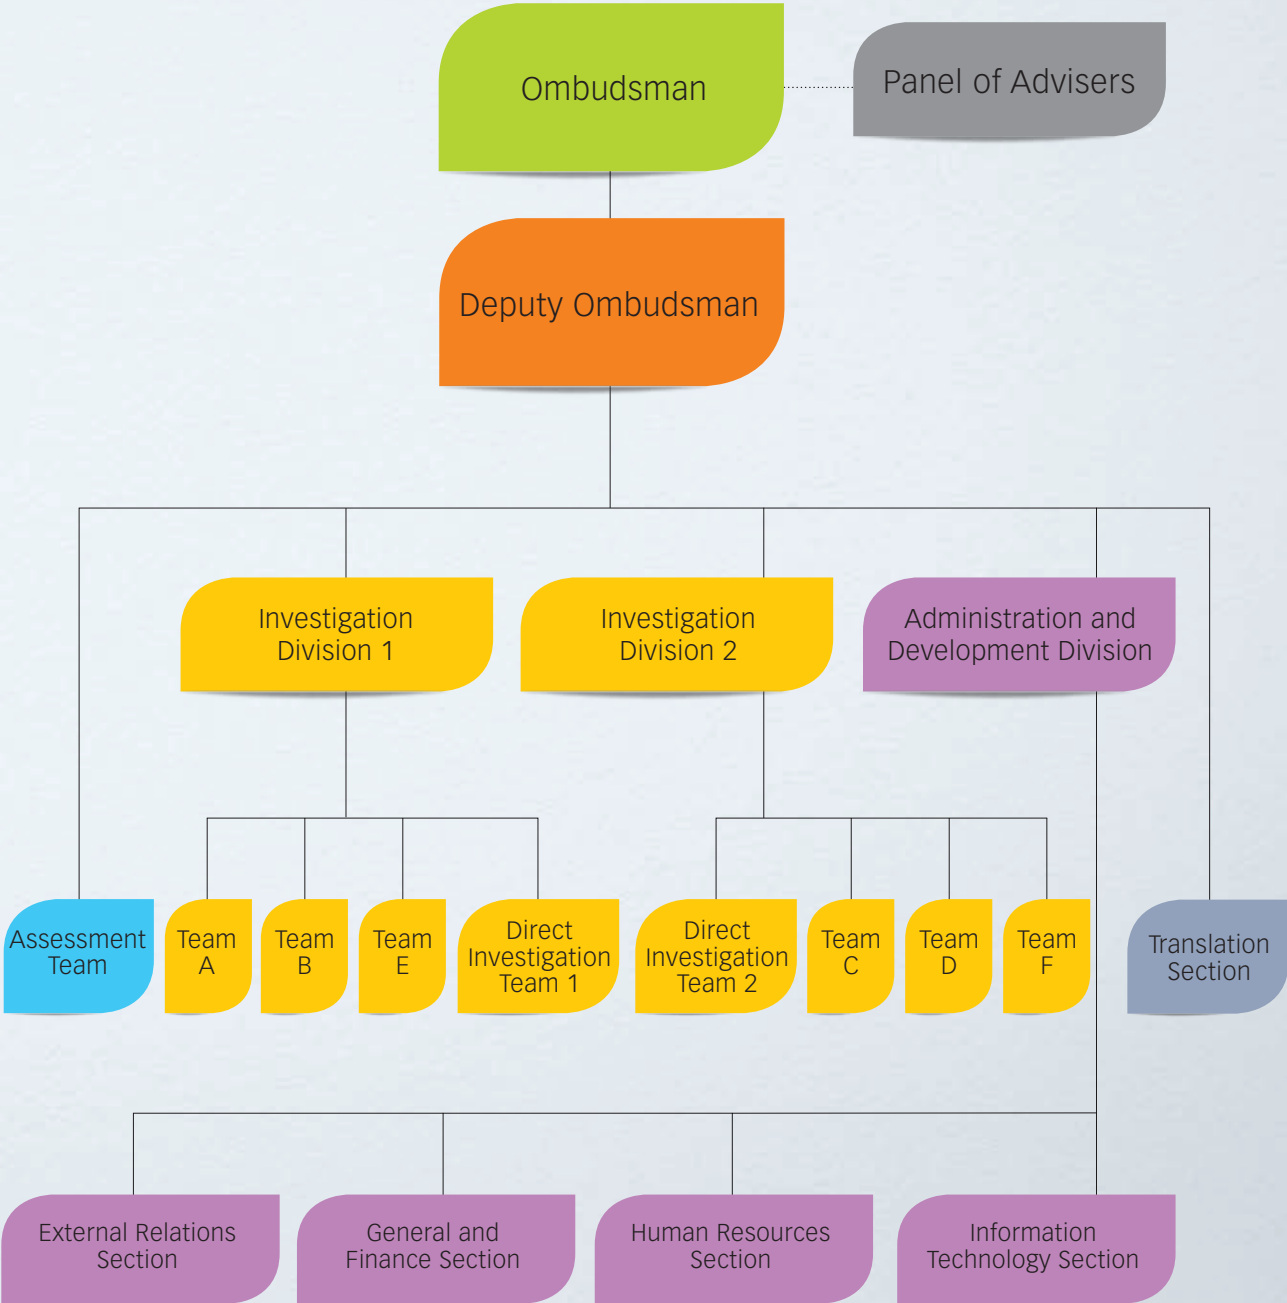 Ombudsman
Panel of Advisers
Deputy Ombudsman
Investigation
Division 1
Investigation
Division 2
Administration and
Development Division
Assessment
Team
Team
A
Team
B
Team
E
Direct
Investigation
Team 1
Direct
Investigation
Team 2
Team
C
Team
D
Team
F
Translation
Section
External Relations
Section
General and
Finance Section
Human Resources
Section
Information
Technology Section